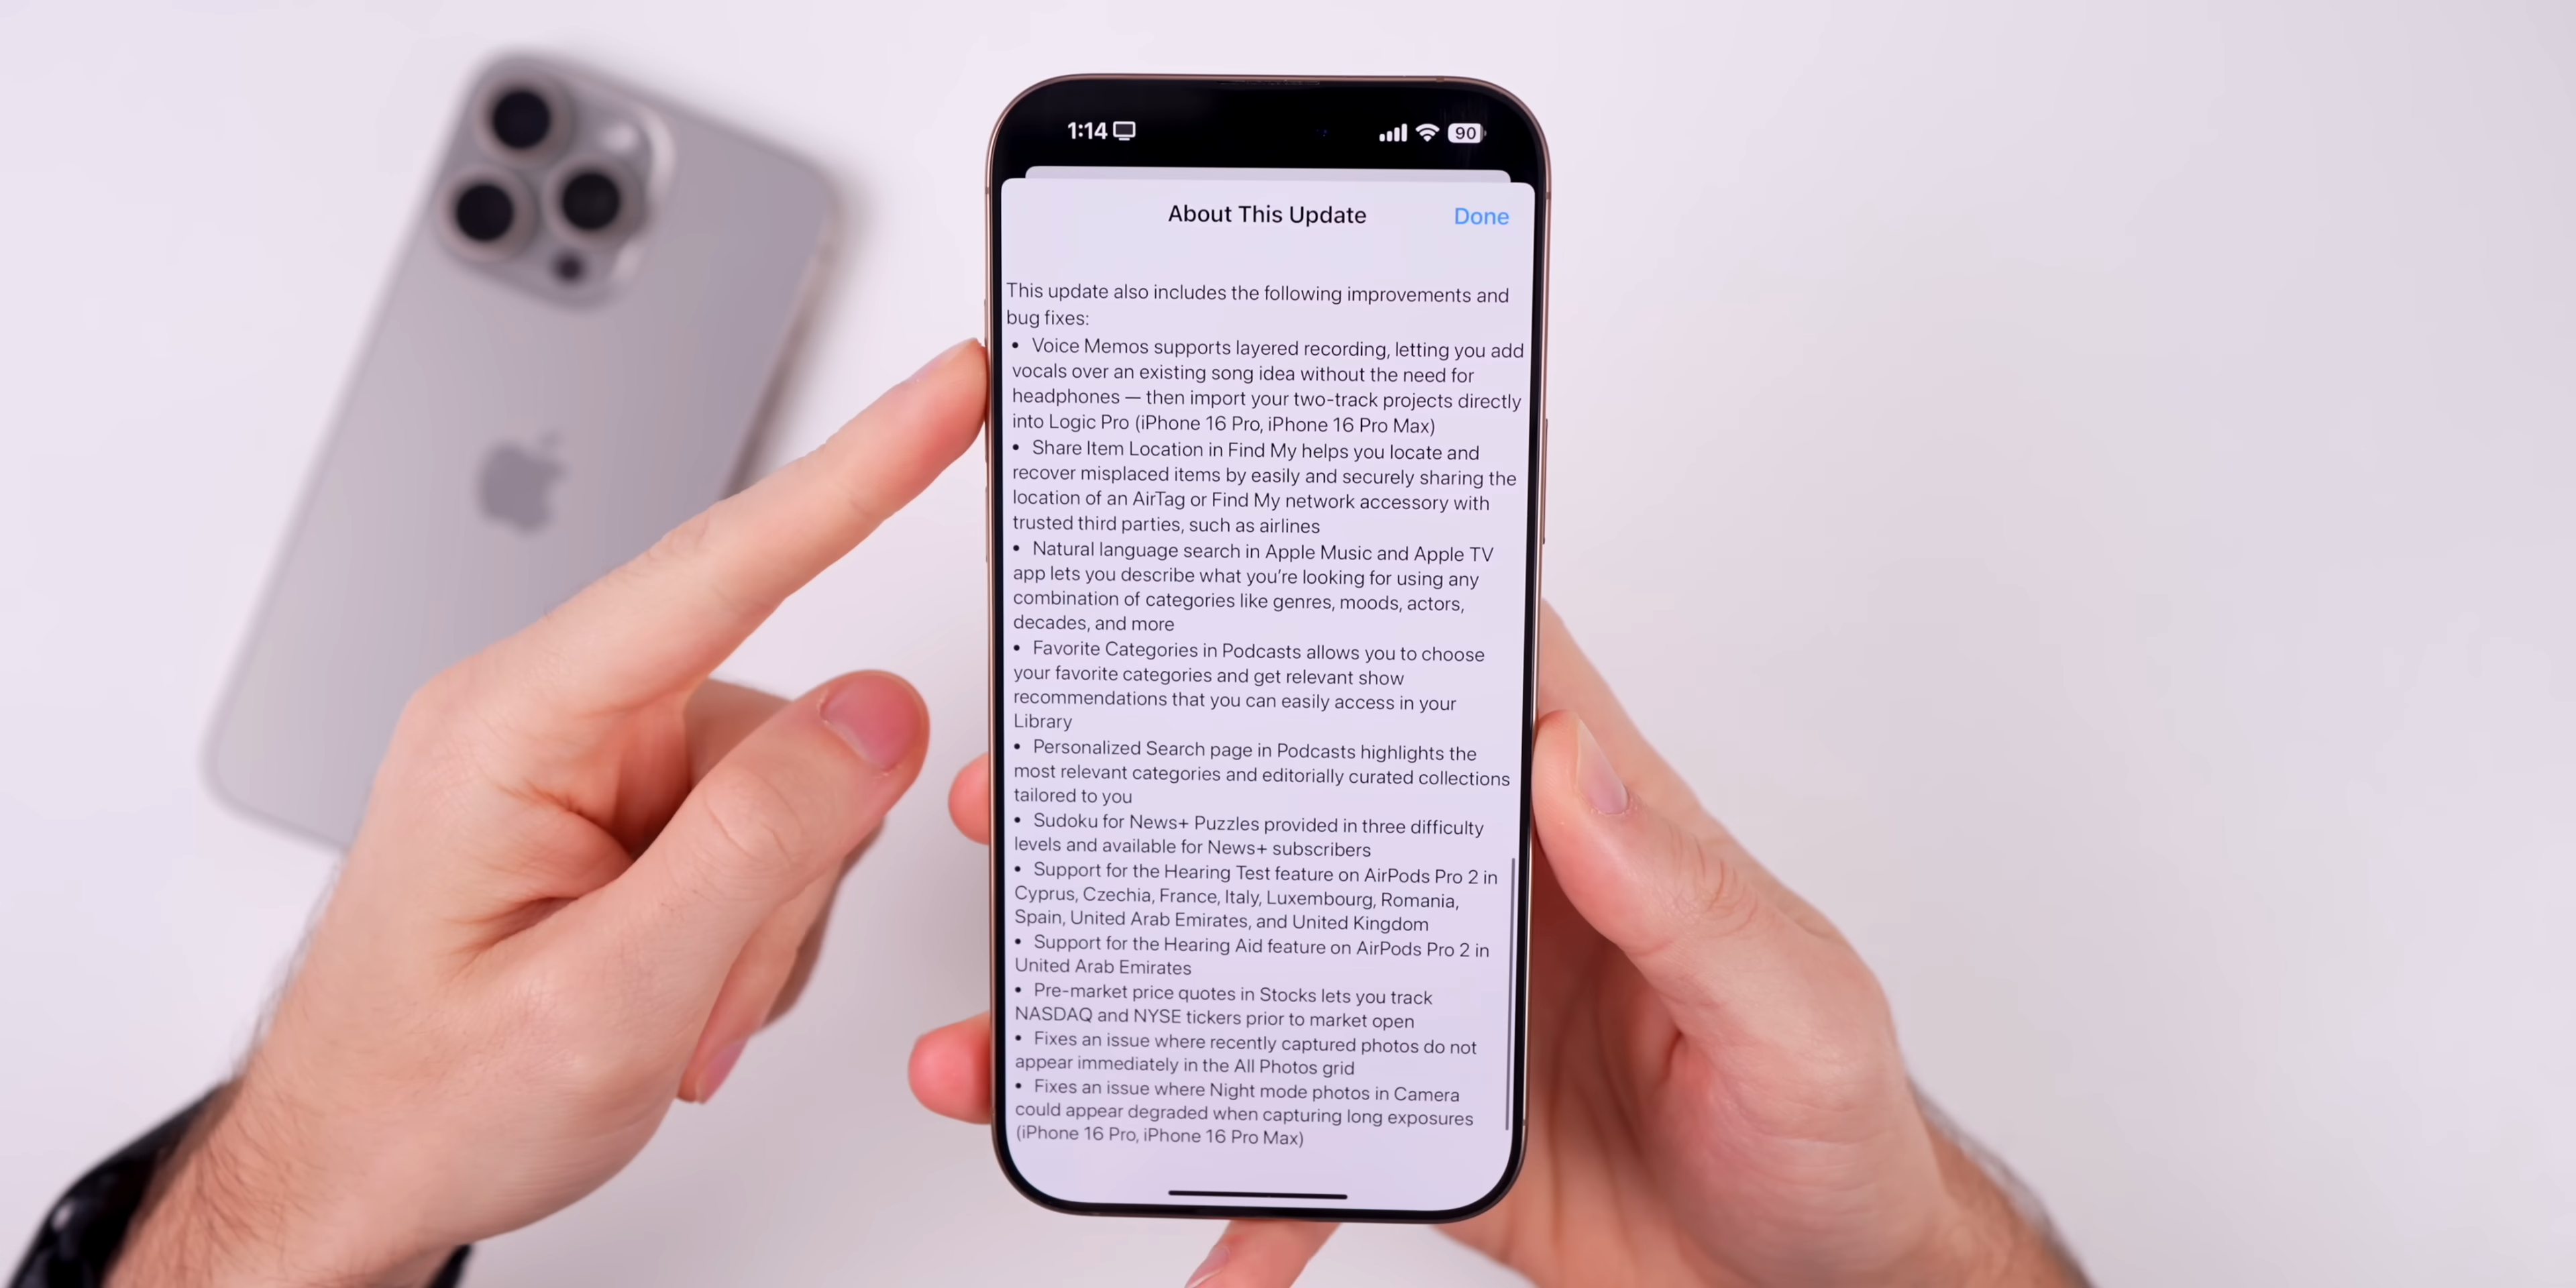 1:14
90
About This Update
Done
This update also includes the following improvements and
bug fixes:
• Voice Memos supports layered recording, letting you add
vocals over an existing song idea without the need for
headphones — then import your two-track projects directly
into Logic Pro (iPhone 16 Pro, iPhone 16 Pro Max)
• Share Item Location in Find My helps you locate and
recover misplaced items by easily and securely sharing the
location of an AirTag or Find My network accessory with
trusted third parties, such as airlines
• Natural language search in Apple Music and Apple TV
app lets you describe what you’re looking for using any
combination of categories like genres, moods, actors,
decades, and more
• Favorite Categories in Podcasts allows you to choose
your favorite categories and get relevant show
recommendations that you can easily access in your
Library
• Personalized Search page in Podcasts highlights the
most relevant categories and editorially curated collections
tailored to you
• Sudoku for News+ Puzzles provided in three difficulty
levels and available for News+ subscribers
• Support for the Hearing Test feature on AirPods Pro 2 in
Cyprus, Czechia, France, Italy, Luxembourg, Romania,
Spain, United Arab Emirates, and United Kingdom
• Support for the Hearing Aid feature on AirPods Pro 2 in
United Arab Emirates
• Pre-market price quotes in Stocks lets you track
NASDAQ and NYSE tickers prior to market open
• Fixes an issue where recently captured photos do not
appear immediately in the All Photos grid
• Fixes an issue where Night mode photos in Camera
could appear degraded when capturing long exposures
(iPhone 16 Pro, iPhone 16 Pro Max)